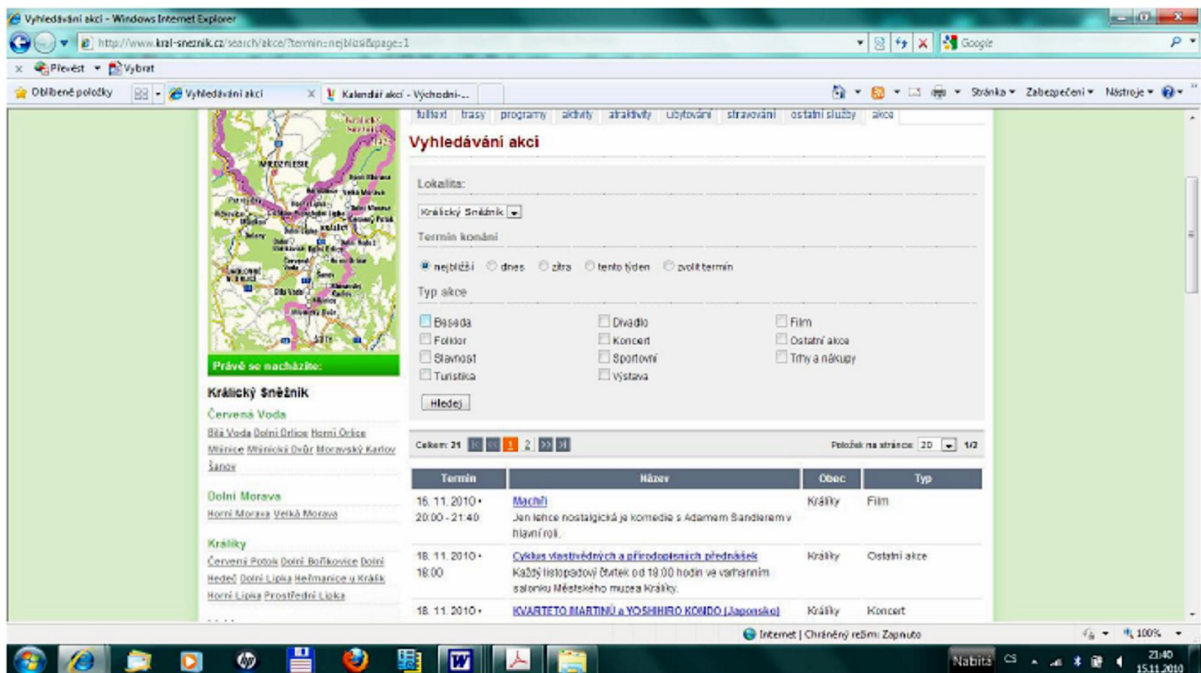 Vyhledávání akcí - Windows Internet Explorer
http://www.kral-sneznik.cz/search/akce/?termin=nejblizsi&page=1
Google
x Převést Vybrat
Oblíbené položky
Vyhledávání akcí x
Kalendář akcí - Východní-...
Stránka Zabezpečení Nástroje
fulltext trasy programy aktivity atraktivity ubytování stravování ostatní služby akce
Vyhledávání akcí
Lokalita:
Králický Sněžník
Termín konání
nejbližší dnes zítra tento týden zvolit termín
Typ akce
Beseda Divadlo Film
Folklor Koncert Ostatní akce
Slavnost Sportovní Trhy a nákupy
Turistika Výstava
Hledej
MIEDZYLESIE
KRÁLÍKY
Právě se nacházíte:
Králický Sněžník
Červená Voda
Bílá Voda Dolní Orlice Horní Orlice
Mlýnice Mlýnický Dvůr Moravský Karlov
Šanov
Dolní Morava
Horní Morava Velká Morava
Králíky
Červený Potok Dolní Boříkovice Dolní
Hedeč Dolní Lipka Heřmanice u Králík
Horní Lipka Prostřední Lipka
Celkem: 21 1 2 Položek na stránce: 20 1/2
Termín Název Obec Typ
16. 11. 2010 • Machři Králíky Film
20:00 - 21:40 Jen lehce nostalgická je komedie s Adamem Sandlerem v
hlavní roli.
18. 11. 2010 • Cyklus vlastivědných a přírodopisních přednášek Králíky Ostatní akce
18:00 Každý listopadový čtvrtek od 18.00 hodin ve varhanním
salonku Městského muzea Králíky.
18. 11. 2010 • KVARTETO MARTINŮ a YOSHIHIRO KONDO (Japonsko) Králíky Koncert
Internet | Chráněný režim: Zapnuto 100%
Nabitá CS 21:40
15.11.2010